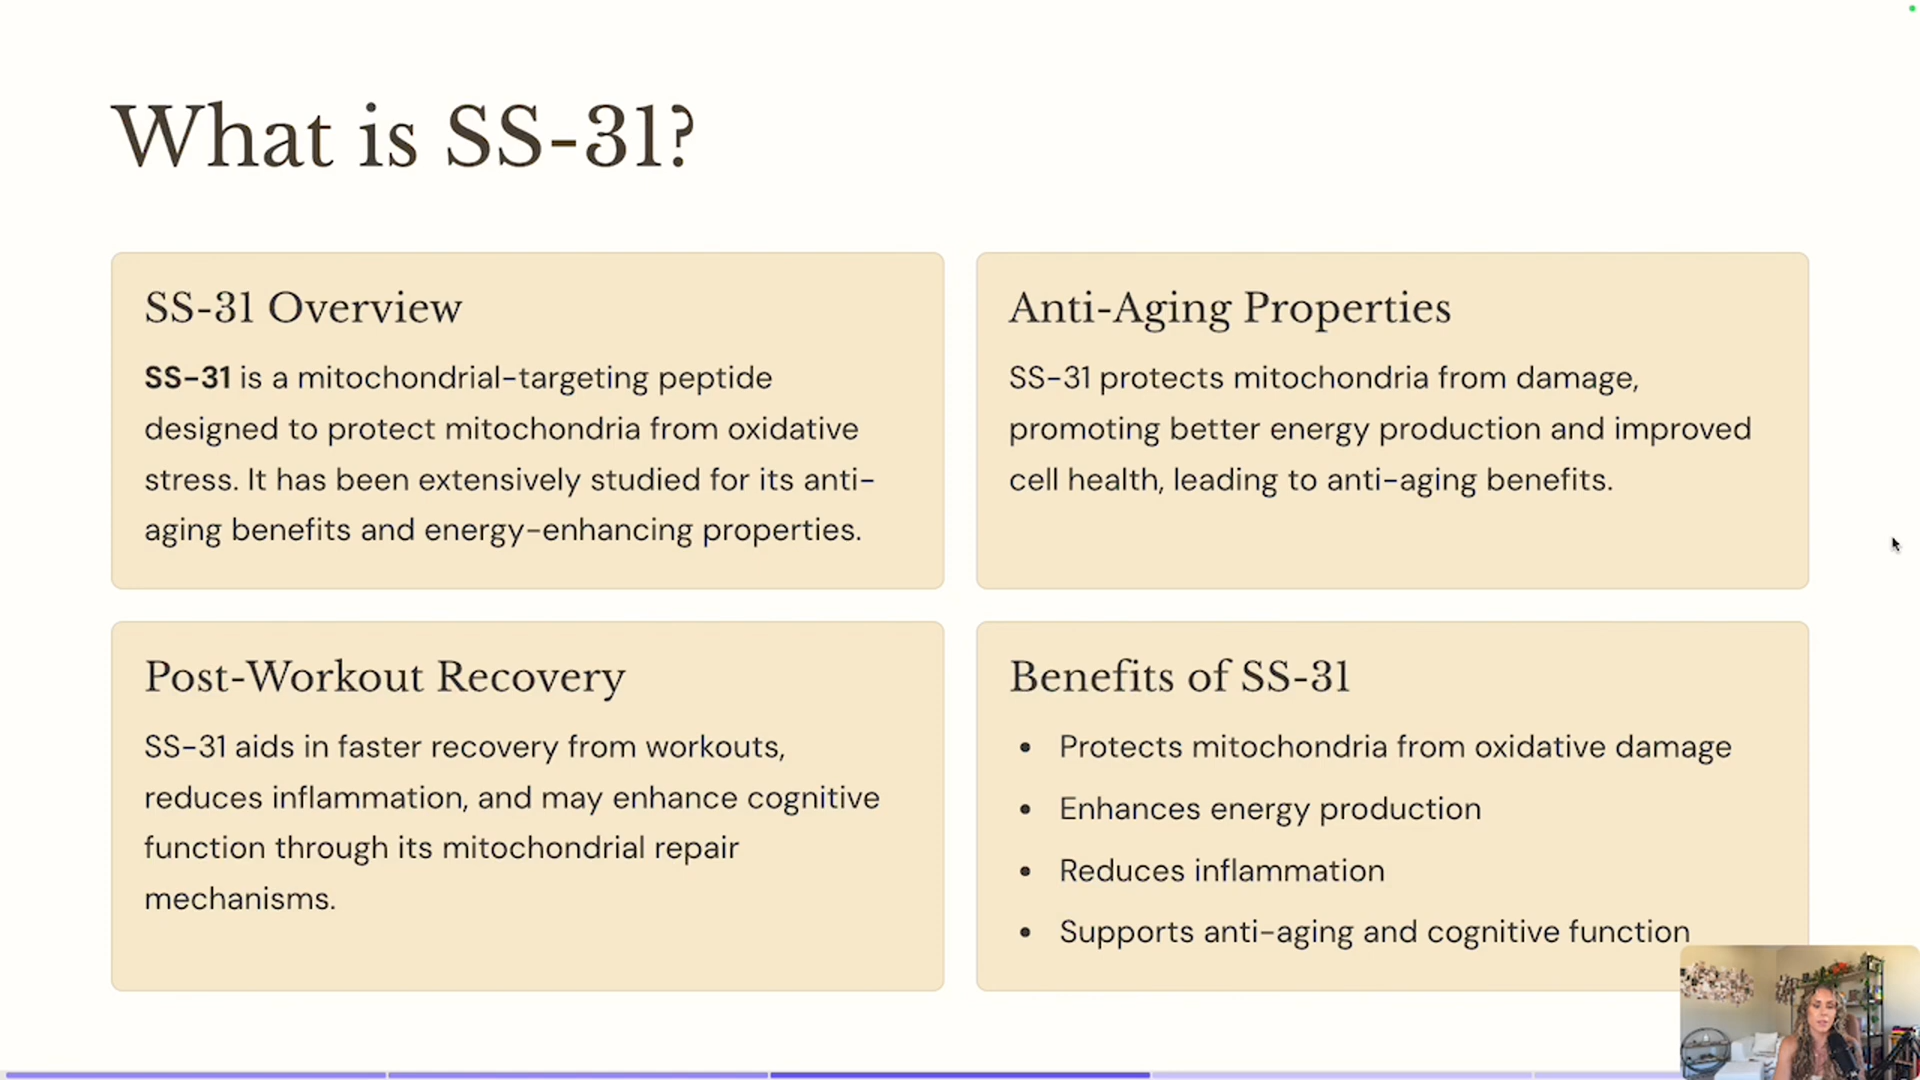 What is SS-31?
SS-31 Overview
SS-31 is a mitochondrial-targeting peptide
designed to protect mitochondria from oxidative
stress. It has been extensively studied for its anti-
aging benefits and energy-enhancing properties.
Anti-Aging Properties
SS-31 protects mitochondria from damage,
promoting better energy production and improved
cell health, leading to anti-aging benefits.
Post-Workout Recovery
SS-31 aids in faster recovery from workouts,
reduces inflammation, and may enhance cognitive
function through its mitochondrial repair
mechanisms.
Benefits of SS-31
• Protects mitochondria from oxidative damage
• Enhances energy production
• Reduces inflammation
• Supports anti-aging and cognitive function